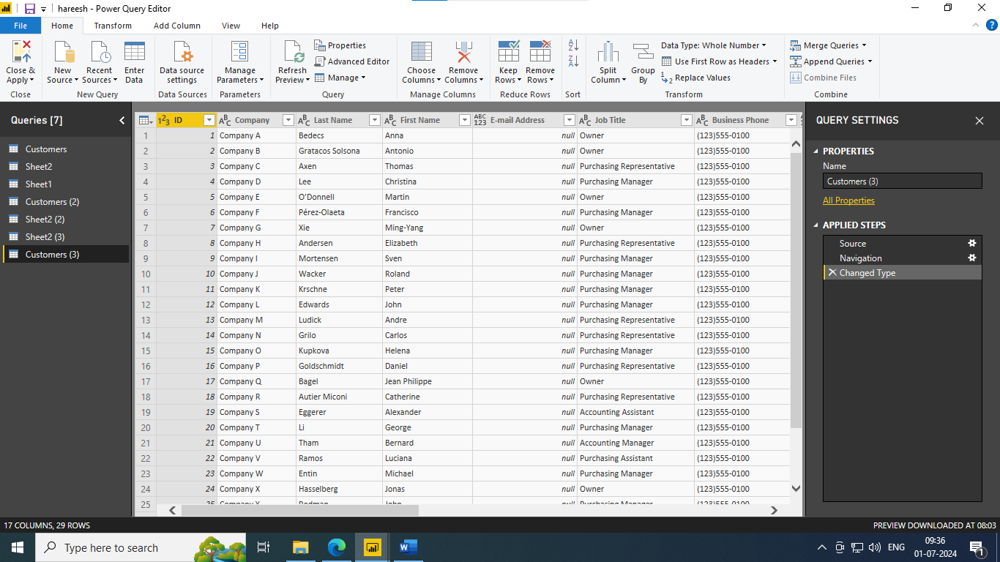 hareesh - Power Query Editor
File Home Transform Add Column View Help
Close & Apply
New Source
Recent Sources
Enter Data
Data source settings
Manage Parameters
Refresh Preview
Properties
Advanced Editor
Manage
Choose Columns
Remove Columns
Keep Rows
Remove Rows
Split Column
Group By
Data Type: Whole Number
Use First Row as Headers
Replace Values
Merge Queries
Append Queries
Combine Files
Close New Query Data Sources Parameters Query Manage Columns Reduce Rows Sort Transform Combine
Queries [7]
Customers
Sheet2
Sheet1
Customers (2)
Sheet2 (2)
Sheet2 (3)
Customers (3)
ID Company Last Name First Name E-mail Address Job Title Business Phone
1 1 Company A Bedecs Anna null Owner (123)555-0100
2 2 Company B Gratacos Solsona Antonio null Owner (123)555-0100
3 3 Company C Axen Thomas null Purchasing Representative (123)555-0100
4 4 Company D Lee Christina null Purchasing Manager (123)555-0100
5 5 Company E O’Donnell Martin null Owner (123)555-0100
6 6 Company F Pérez-Olaeta Francisco null Purchasing Manager (123)555-0100
7 7 Company G Xie Ming-Yang null Owner (123)555-0100
8 8 Company H Andersen Elizabeth null Purchasing Representative (123)555-0100
9 9 Company I Mortensen Sven null Purchasing Manager (123)555-0100
10 10 Company J Wacker Roland null Purchasing Manager (123)555-0100
11 11 Company K Krschne Peter null Purchasing Manager (123)555-0100
12 12 Company L Edwards John null Purchasing Manager (123)555-0100
13 13 Company M Ludick Andre null Purchasing Representative (123)555-0100
14 14 Company N Grilo Carlos null Purchasing Representative (123)555-0100
15 15 Company O Kupkova Helena null Purchasing Manager (123)555-0100
16 16 Company P Goldschmidt Daniel null Purchasing Representative (123)555-0100
17 17 Company Q Bagel Jean Philippe null Owner (123)555-0100
18 18 Company R Autier Miconi Catherine null Purchasing Representative (123)555-0100
19 19 Company S Eggerer Alexander null Accounting Assistant (123)555-0100
20 20 Company T Li George null Purchasing Manager (123)555-0100
21 21 Company U Tham Bernard null Accounting Manager (123)555-0100
22 22 Company V Ramos Luciana null Purchasing Assistant (123)555-0100
23 23 Company W Entin Michael null Purchasing Manager (123)555-0100
24 24 Company X Hasselberg Jonas null Owner (123)555-0100
25 25 Company Y Rodman John null Purchasing Manager (123)555-0100
QUERY SETTINGS
PROPERTIES
Name
Customers (3)
All Properties
APPLIED STEPS
Source
Navigation
Changed Type
17 COLUMNS, 29 ROWS
PREVIEW DOWNLOADED AT 08:03
Type here to search
ENG
09:36
01-07-2024
1